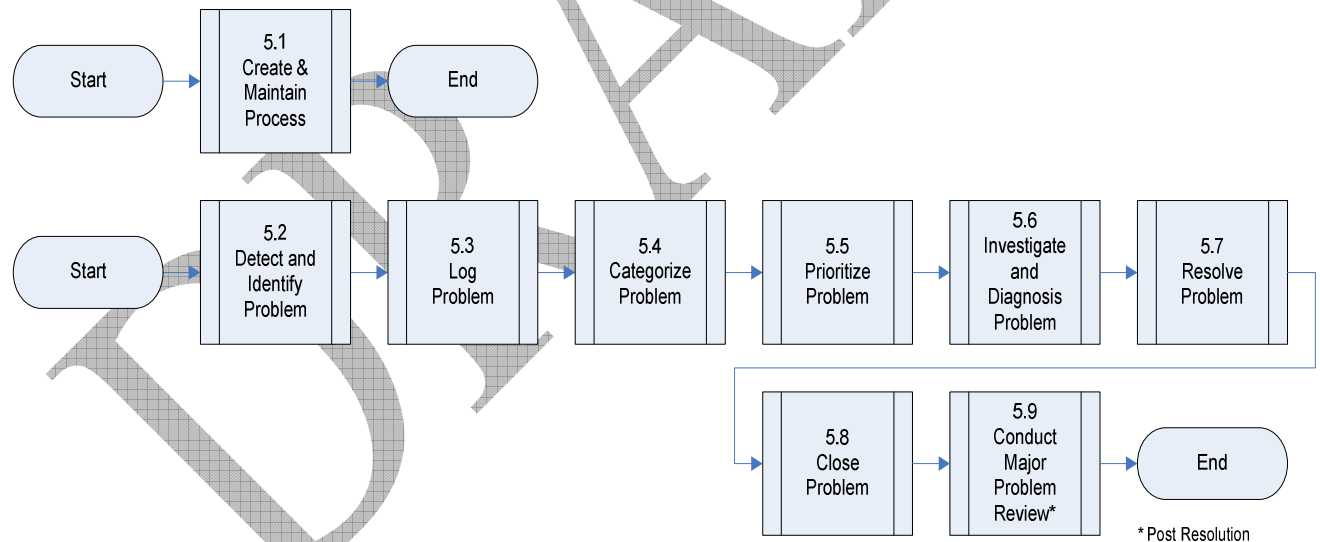 Start
5.1
Create &
Maintain
Process
End
Start
5.2
Detect and
Identify
Problem
5.3
Log
Problem
5.4
Categorize
Problem
5.5
Prioritize
Problem
5.6
Investigate
and
Diagnosis
Problem
5.7
Resolve
Problem
5.8
Close
Problem
5.9
Conduct
Major
Problem
Review*
End
* Post Resolution